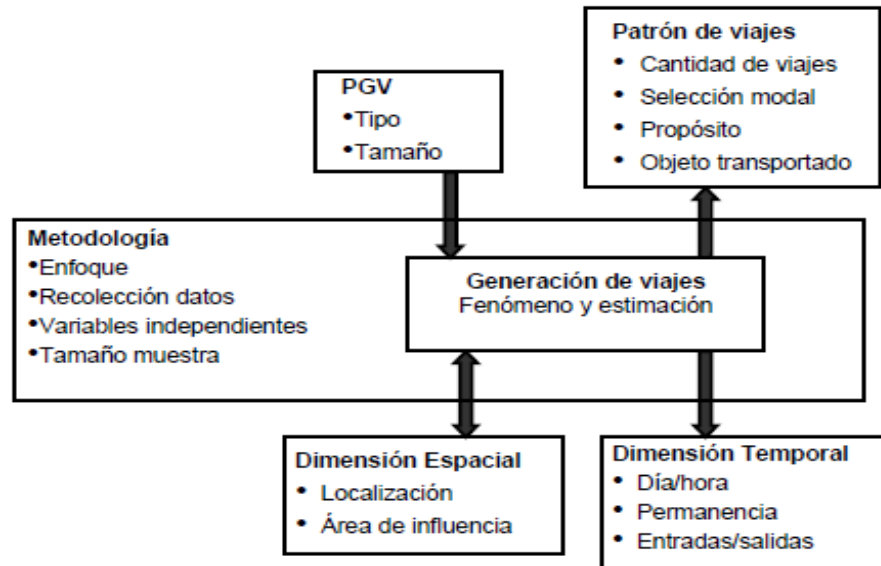 PGV
•Tipo
•Tamaño
Patrón de viajes
• Cantidad de viajes
• Selección modal
• Propósito
• Objeto transportado
Metodología
•Enfoque
•Recolección datos
•Variables independientes
•Tamaño muestra
Generación de viajes
Fenómeno y estimación
Dimensión Espacial
• Localización
• Área de influencia
Dimensión Temporal
• Día/hora
• Permanencia
• Entradas/salidas